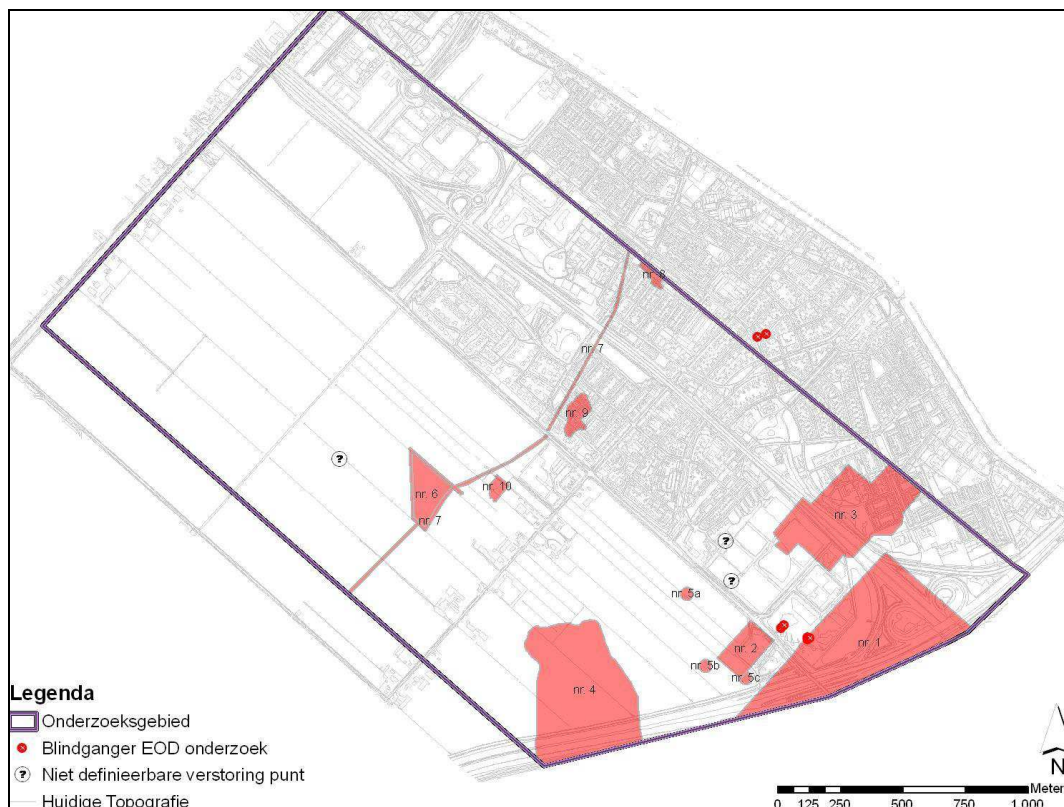 nr. 8
nr. 7
nr. 9
nr. 6
nr. 10
nr. 7
nr. 3
nr. 5a
nr. 2
nr. 1
nr. 5b
nr. 5c
nr. 4
?
?
?
Legenda
Onderzoeksgebied
Blindganger EOD onderzoek
? Niet definieerbare verstoring punt
Huidige Topografie
N
Meter
0 125 250 500 750 1.000